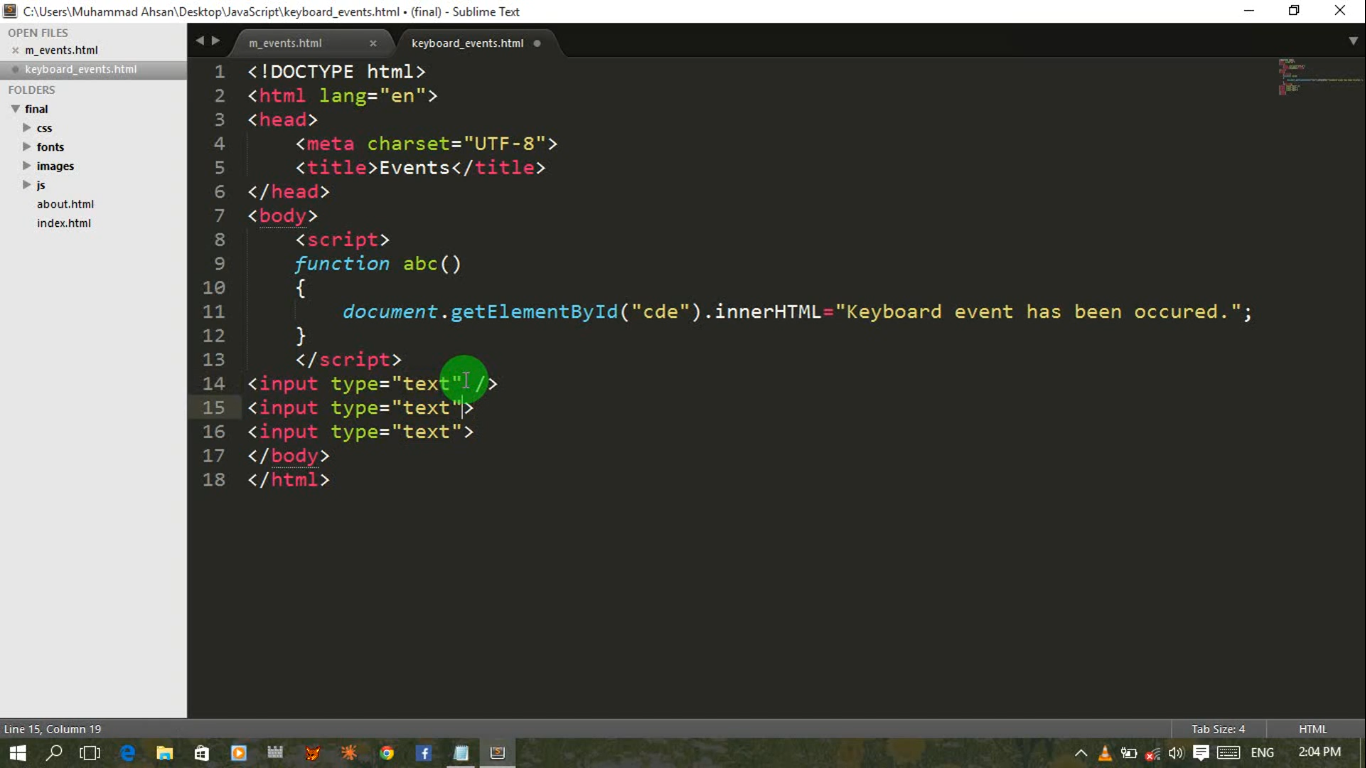 C:\Users\Muhammad Ahsan\Desktop\JavaScript\keyboard_events.html • (final) - Sublime Text
OPEN FILES
m_events.html
keyboard_events.html
FOLDERS
final
css
fonts
images
js
about.html
index.html
m_events.html
keyboard_events.html
1 <!DOCTYPE html>
2 <html lang="en">
3 <head>
4 <meta charset="UTF-8">
5 <title>Events</title>
6 </head>
7 <body>
8 <script>
9 function abc()
10 {
11 document.getElementById("cde").innerHTML="Keyboard event has been occured.";
12 }
13 </script>
14 <input type="text" />
15 <input type="text">
16 <input type="text">
17 </body>
18 </html>
Line 15, Column 19
Tab Size: 4
HTML
ENG
2:04 PM